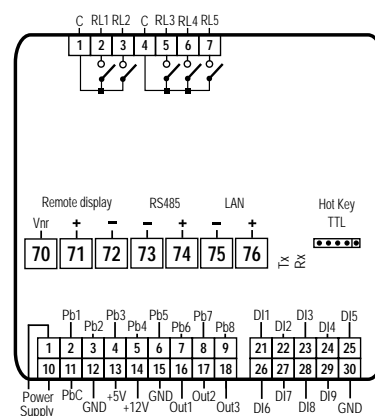 C RL1 RL2 C RL3 RL4 RL5
1 2 3 4 5 6 7
Remote display RS485 LAN
Vnr + − − + − +
70 71 72 73 74 75 76
Tx
Rx
Hot Key
TTL
Pb1 Pb2 Pb3 Pb4 Pb5 Pb6 Pb7 Pb8
1 2 3 4 5 6 7 8 9
10 11 12 13 14 15 16 17 18
Power Supply PbC GND +5V +12V GND Out1 Out2 Out3
DI1 DI2 DI3 DI4 DI5
21 22 23 24 25
26 27 28 29 30
DI6 DI7 DI8 DI9 GND